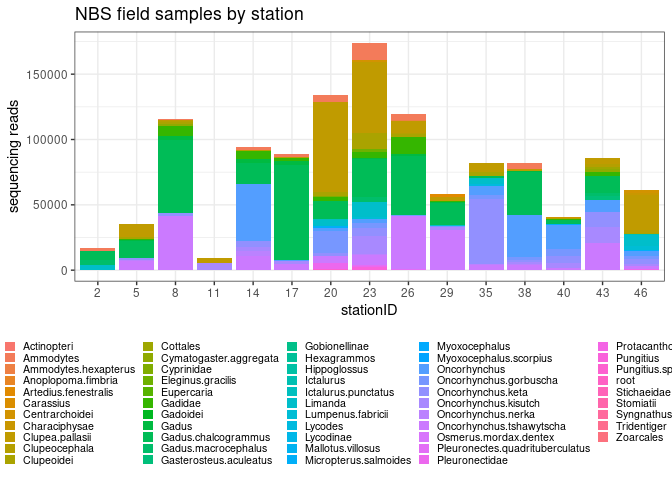 NBS field samples by station
sequencing reads
150000
100000
50000
0
2 5 8 11 14 17 20 23 26 29 35 38 40 43 46
stationID
Actinopteri Cottales Gobionellinae Myoxocephalus Protacantho
Ammodytes Cymatogaster.aggregata Hexagrammos Myoxocephalus.scorpius Pungitius
Ammodytes.hexapterus Cyprinidae Hippoglossus Oncorhynchus Pungitius.sp
Anoploploma.fimbria Eleginus.gracilis Ictalurus Oncorhynchus.gorbuscha root
Artedius.fenestralis Eupercaria Ictalurus.punctatus Oncorhynchus.keta Stichaeidae
Carassius Gadidae Limanda Oncorhynchus.kisutch Stomiatii
Centrarchoidei Gadoidei Lumpenus.fabricii Oncorhynchus.nerka Syngnathus
Characiphysae Gadus Lycodes Oncorhynchus.tshawytscha Tridentiger
Clupea.pallasii Gadus.chalcogrammus Lycodinae Osmerus.mordax.dentex Zoarcales
Clupeocephala Gadus.macrocephalus Mallotus.villosus Pleuronectes.quadrituberculatus
Clupeoidei Gasterosteus.aculeatus Micropterus.salmoides Pleuronectidae